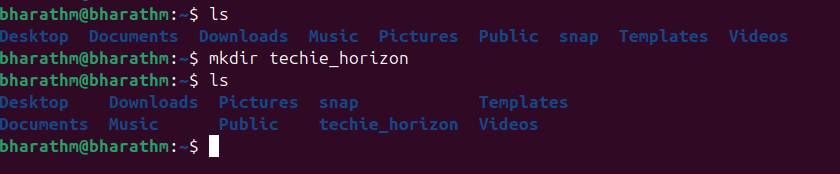 bharathm@bharathm:~$ ls
Desktop  Documents  Downloads  Music  Pictures  Public  snap  Templates  Videos
bharathm@bharathm:~$ mkdir techie_horizon
bharathm@bharathm:~$ ls
Desktop    Downloads  Pictures  snap            Templates
Documents  Music      Public    techie_horizon  Videos
bharathm@bharathm:~$